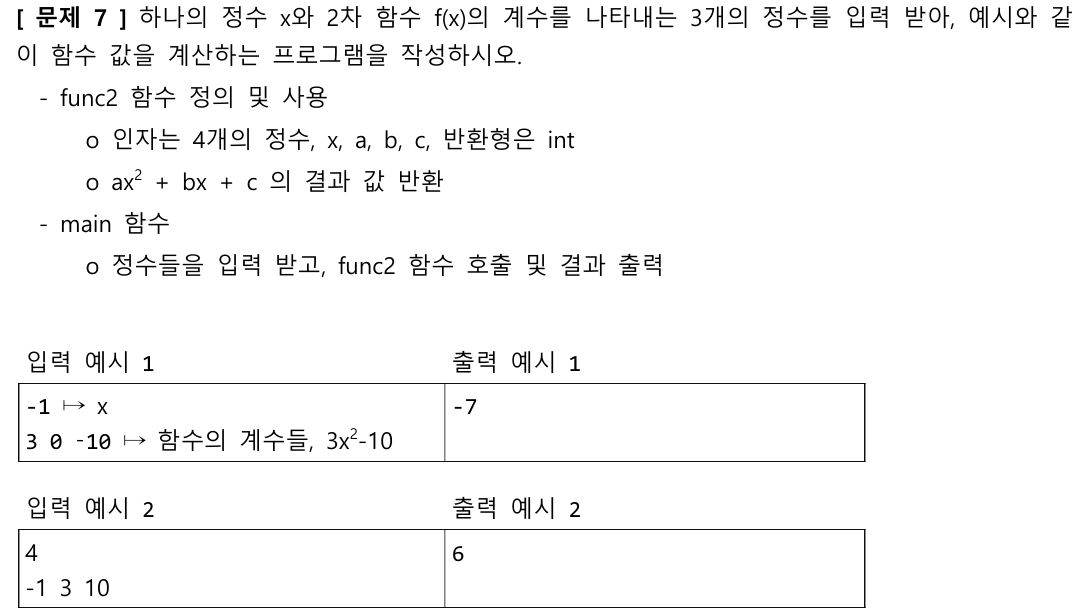 [ 문제 7 ] 하나의 정수 x와 2차 함수 f(x)의 계수를 나타내는 3개의 정수를 입력 받아, 예시와 같
이 함수 값을 계산하는 프로그램을 작성하시오.
- func2 함수 정의 및 사용
o 인자는 4개의 정수, x, a, b, c, 반환형은 int
o ax² + bx + c 의 결과 값 반환
- main 함수
o 정수들을 입력 받고, func2 함수 호출 및 결과 출력
입력 예시 1 출력 예시 1
-1 ↦ x -7
3 0 -10 ↦ 함수의 계수들, 3x²-10
입력 예시 2 출력 예시 2
4 6
-1 3 10